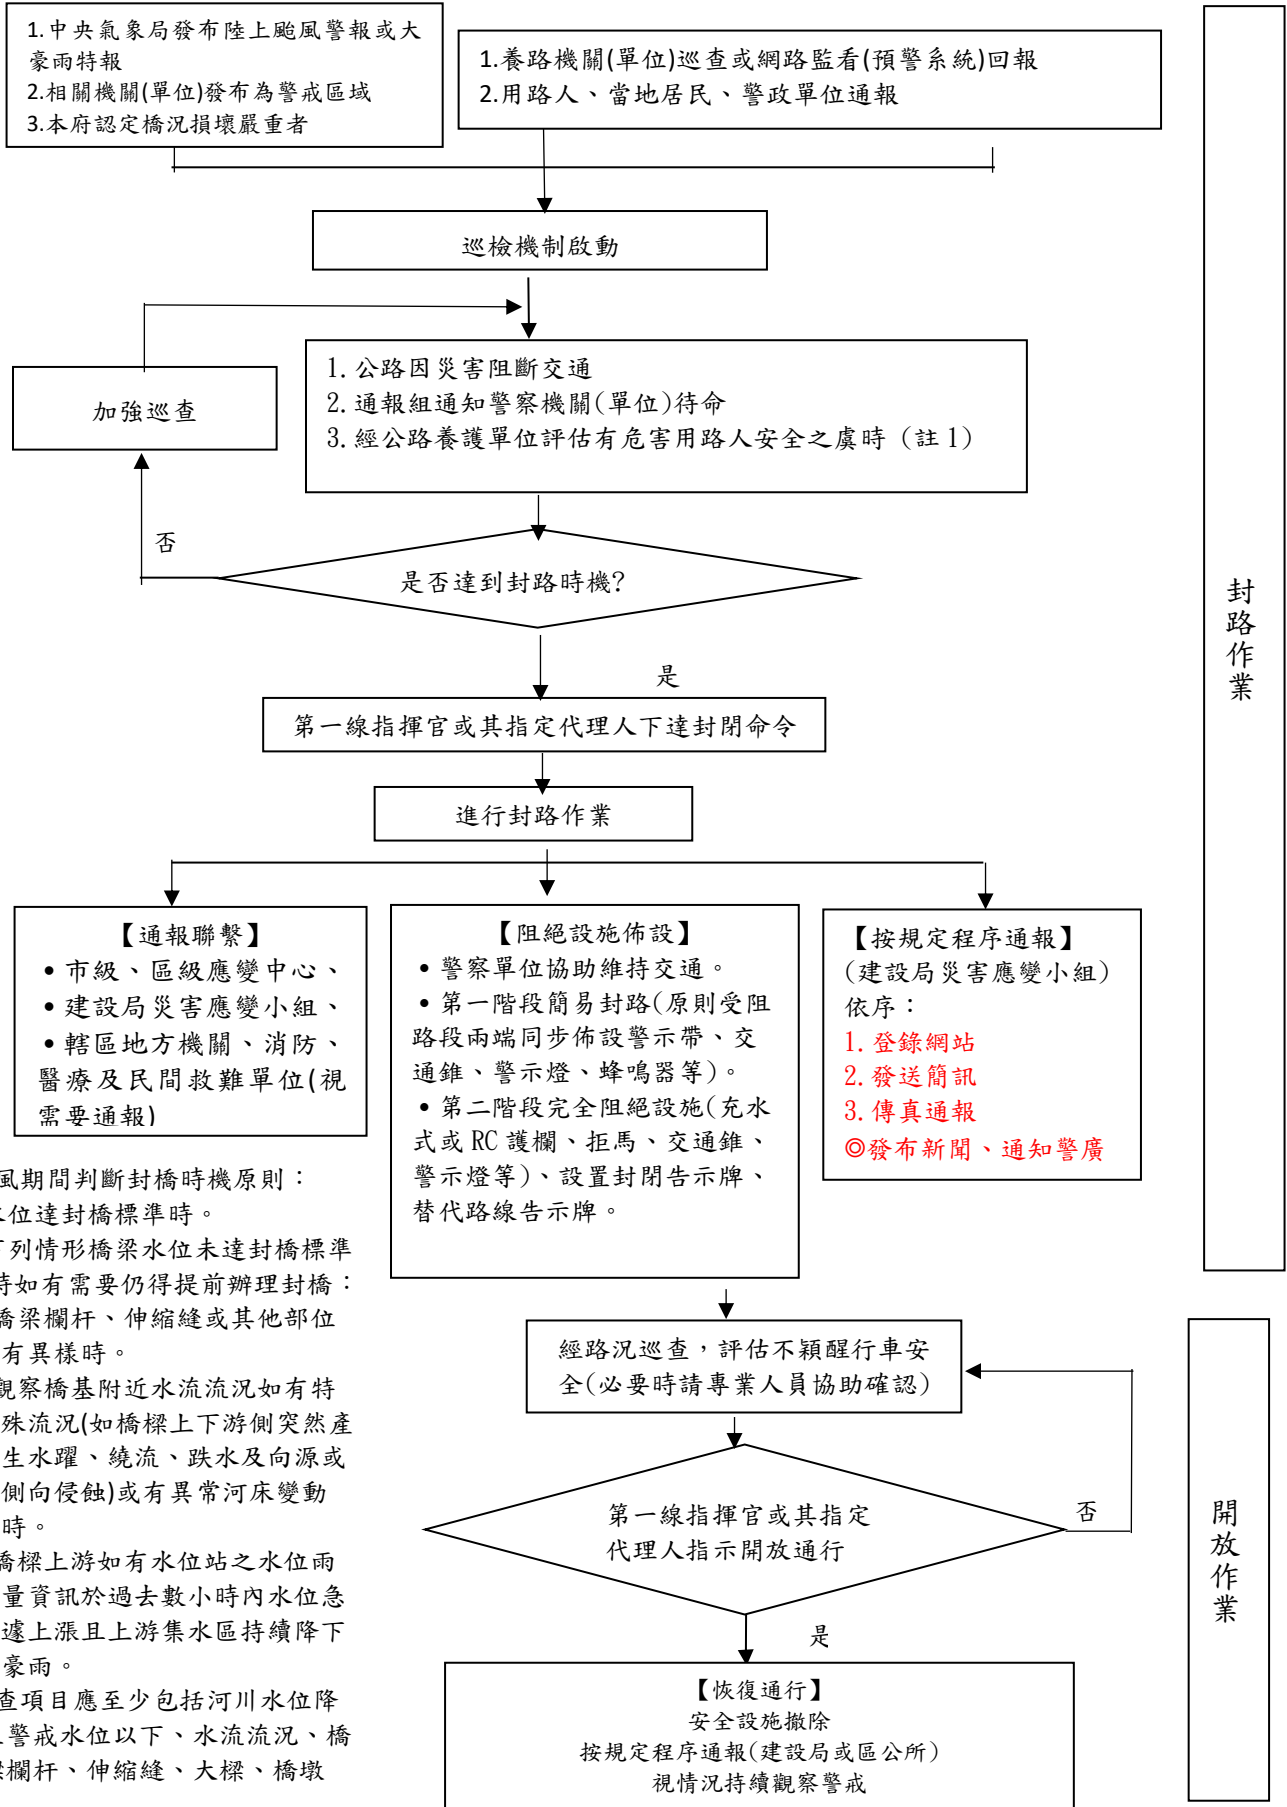 1.中央氣象局發布陸上颱風警報或大
豪雨特報
2.相關機關(單位)發布為警戒區域
3.本府認定橋況損壞嚴重者
1.養路機關(單位)巡查或網路監看(預警系統)回報
2.用路人、當地居民、警政單位通報
巡檢機制啟動
加強巡查
1.公路因災害阻斷交通
2.通報組通知警察機關(單位)待命
3.經公路養護單位評估有危害用路人安全之虞時（註1）
否
是否達到封路時機?
是
第一線指揮官或其指定代理人下達封閉命令
進行封路作業
封路作業
【通報聯繫】
•市級、區級應變中心、
•建設局災害應變小組、
•轄區地方機關、消防、
醫療及民間救難單位(視
需要通報)
【阻絕設施佈設】
•警察單位協助維持交通。
•第一階段簡易封路(原則受阻
路段兩端同步佈設警示帶、交
通錐、警示燈、蜂鳴器等)。
•第二階段完全阻絕設施(充水
式或RC護欄、拒馬、交通錐、
警示燈等)、設置封閉告示牌、
替代路線告示牌。
【按規定程序通報】
(建設局災害應變小組)
依序：
1.登錄網站
2.發送簡訊
3.傳真通報
◎發布新聞、通知警廣
風期間判斷封橋時機原則：
水位達封橋標準時。
下列情形橋梁水位未達封橋標準
時如有需要仍得提前辦理封橋：
橋梁欄杆、伸縮縫或其他部位
有異樣時。
觀察橋基附近水流流況如有特
殊流況(如橋樑上下游側突然產
生水躍、繞流、跌水及向源或
側向侵蝕)或有異常河床變動
時。
橋樑上游如有水位站之水位雨
量資訊於過去數小時內水位急
遽上漲且上游集水區持續降下
豪雨。
查項目應至少包括河川水位降
至警戒水位以下、水流流況、橋
樑欄杆、伸縮縫、大樑、橋墩
經路況巡查，評估不穎醒行車安
全(必要時請專業人員協助確認)
第一線指揮官或其指定
代理人指示開放通行
否
是
【恢復通行】
安全設施撤除
按規定程序通報(建設局或區公所)
視情況持續觀察警戒
開放作業